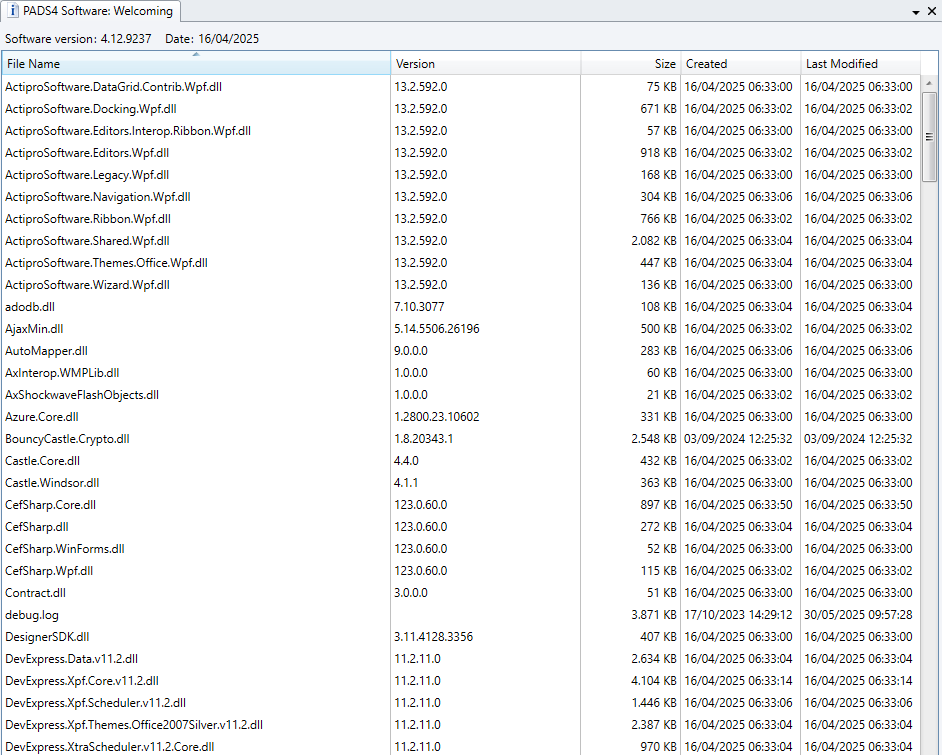 PADS4 Software: Welcoming
Software version: 4.12.9237 Date: 16/04/2025
File Name Version Size Created Last Modified
ActiproSoftware.DataGrid.Contrib.Wpf.dll 13.2.592.0 75 KB 16/04/2025 06:33:00 16/04/2025 06:33:00
ActiproSoftware.Docking.Wpf.dll 13.2.592.0 671 KB 16/04/2025 06:33:02 16/04/2025 06:33:02
ActiproSoftware.Editors.Interop.Ribbon.Wpf.dll 13.2.592.0 57 KB 16/04/2025 06:33:00 16/04/2025 06:33:00
ActiproSoftware.Editors.Wpf.dll 13.2.592.0 918 KB 16/04/2025 06:33:02 16/04/2025 06:33:02
ActiproSoftware.Legacy.Wpf.dll 13.2.592.0 168 KB 16/04/2025 06:33:00 16/04/2025 06:33:00
ActiproSoftware.Navigation.Wpf.dll 13.2.592.0 304 KB 16/04/2025 06:33:06 16/04/2025 06:33:06
ActiproSoftware.Ribbon.Wpf.dll 13.2.592.0 766 KB 16/04/2025 06:33:02 16/04/2025 06:33:02
ActiproSoftware.Shared.Wpf.dll 13.2.592.0 2.082 KB 16/04/2025 06:33:04 16/04/2025 06:33:04
ActiproSoftware.Themes.Office.Wpf.dll 13.2.592.0 447 KB 16/04/2025 06:33:04 16/04/2025 06:33:04
ActiproSoftware.Wizard.Wpf.dll 13.2.592.0 136 KB 16/04/2025 06:33:00 16/04/2025 06:33:00
adodb.dll 7.10.3077 108 KB 16/04/2025 06:33:04 16/04/2025 06:33:04
AjaxMin.dll 5.14.5506.26196 500 KB 16/04/2025 06:33:02 16/04/2025 06:33:02
AutoMapper.dll 9.0.0.0 283 KB 16/04/2025 06:33:06 16/04/2025 06:33:06
AxInterop.WMPLib.dll 1.0.0.0 60 KB 16/04/2025 06:33:00 16/04/2025 06:33:00
AxShockwaveFlashObjects.dll 1.0.0.0 21 KB 16/04/2025 06:33:02 16/04/2025 06:33:02
Azure.Core.dll 1.2800.23.10602 331 KB 16/04/2025 06:33:00 16/04/2025 06:33:00
BouncyCastle.Crypto.dll 1.8.20343.1 2.548 KB 03/09/2024 12:25:32 03/09/2024 12:25:32
Castle.Core.dll 4.4.0 432 KB 16/04/2025 06:33:02 16/04/2025 06:33:02
Castle.Windsor.dll 4.1.1 363 KB 16/04/2025 06:33:00 16/04/2025 06:33:00
CefSharp.Core.dll 123.0.60.0 897 KB 16/04/2025 06:33:50 16/04/2025 06:33:50
CefSharp.dll 123.0.60.0 272 KB 16/04/2025 06:33:04 16/04/2025 06:33:04
CefSharp.WinForms.dll 123.0.60.0 52 KB 16/04/2025 06:33:00 16/04/2025 06:33:00
CefSharp.Wpf.dll 123.0.60.0 115 KB 16/04/2025 06:33:02 16/04/2025 06:33:02
Contract.dll 3.0.0.0 51 KB 16/04/2025 06:33:00 16/04/2025 06:33:00
debug.log 3.871 KB 17/10/2023 14:29:12 30/05/2025 09:57:28
DesignerSDK.dll 3.11.4128.3356 407 KB 16/04/2025 06:33:00 16/04/2025 06:33:00
DevExpress.Data.v11.2.dll 11.2.11.0 2.634 KB 16/04/2025 06:33:04 16/04/2025 06:33:04
DevExpress.Xpf.Core.v11.2.dll 11.2.11.0 4.104 KB 16/04/2025 06:33:14 16/04/2025 06:33:14
DevExpress.Xpf.Scheduler.v11.2.dll 11.2.11.0 1.446 KB 16/04/2025 06:33:06 16/04/2025 06:33:06
DevExpress.Xpf.Themes.Office2007Silver.v11.2.dll 11.2.11.0 2.387 KB 16/04/2025 06:33:04 16/04/2025 06:33:04
DevExpress.XtraScheduler.v11.2.Core.dll 11.2.11.0 970 KB 16/04/2025 06:33:04 16/04/2025 06:33:04